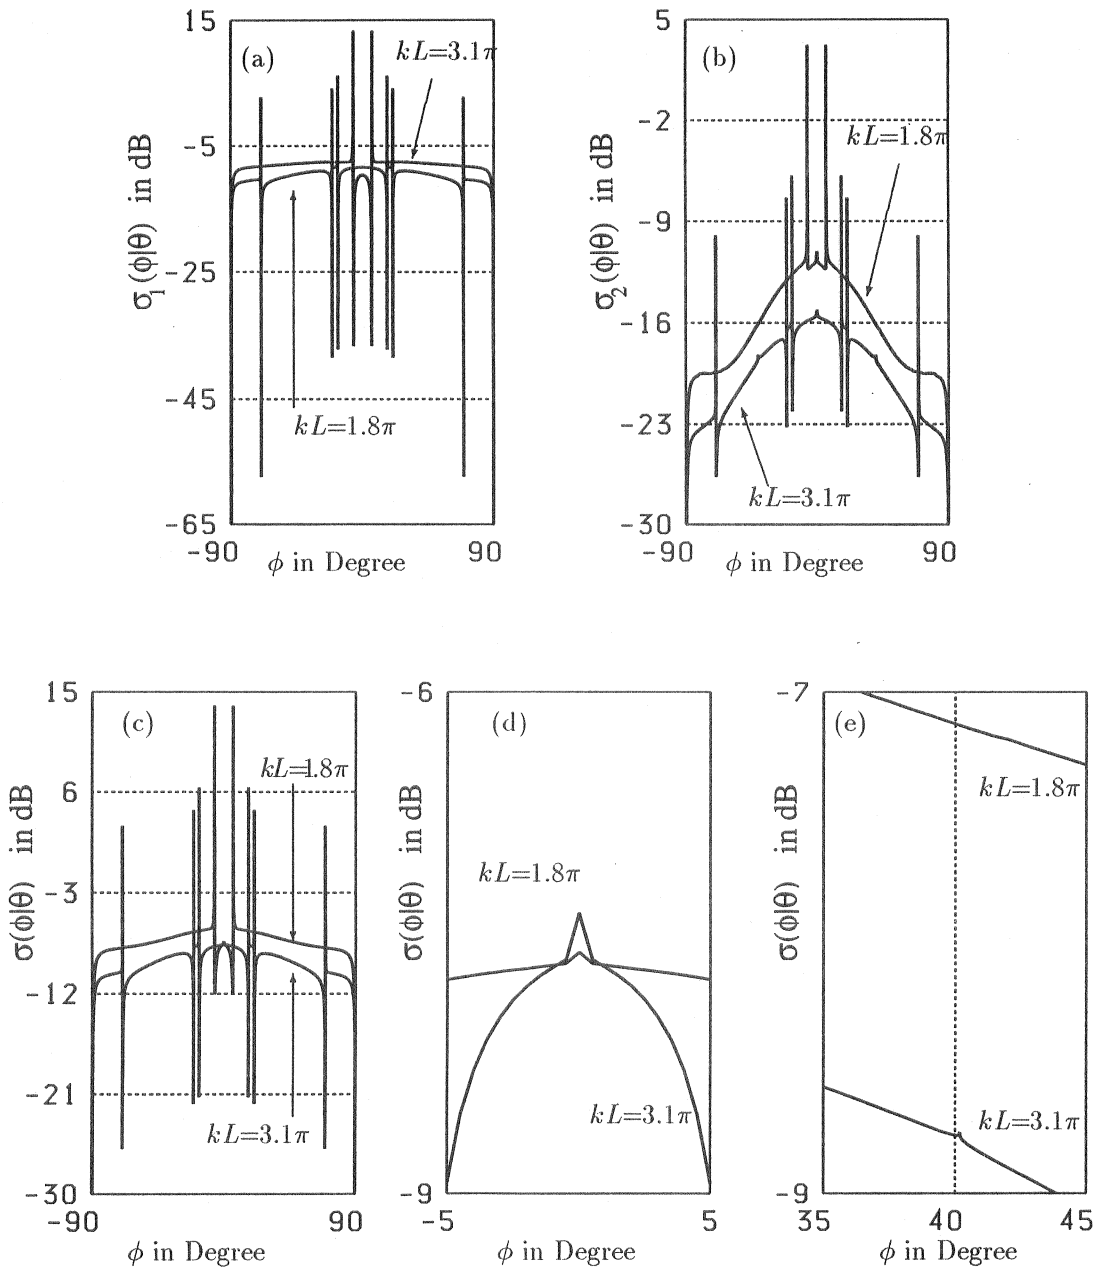 15
(a)
kL=3.1π
-5
-25
-45
-65
kL=1.8π
σ₁(ϕ|θ) in dB
-90
90
ϕ in Degree
5
(b)
-2
kL=1.8π
-9
-16
-23
-30
kL=3.1π
σ₂(ϕ|θ) in dB
-90
90
ϕ in Degree
15
(c)
kL=1.8π
6
-3
-12
-21
kL=3.1π
-30
σ(ϕ|θ) in dB
-90
90
ϕ in Degree
-6
(d)
kL=1.8π
kL=3.1π
-9
σ(ϕ|θ) in dB
-5
5
ϕ in Degree
-7
(e)
kL=1.8π
kL=3.1π
-9
σ(ϕ|θ) in dB
35
40
45
ϕ in Degree